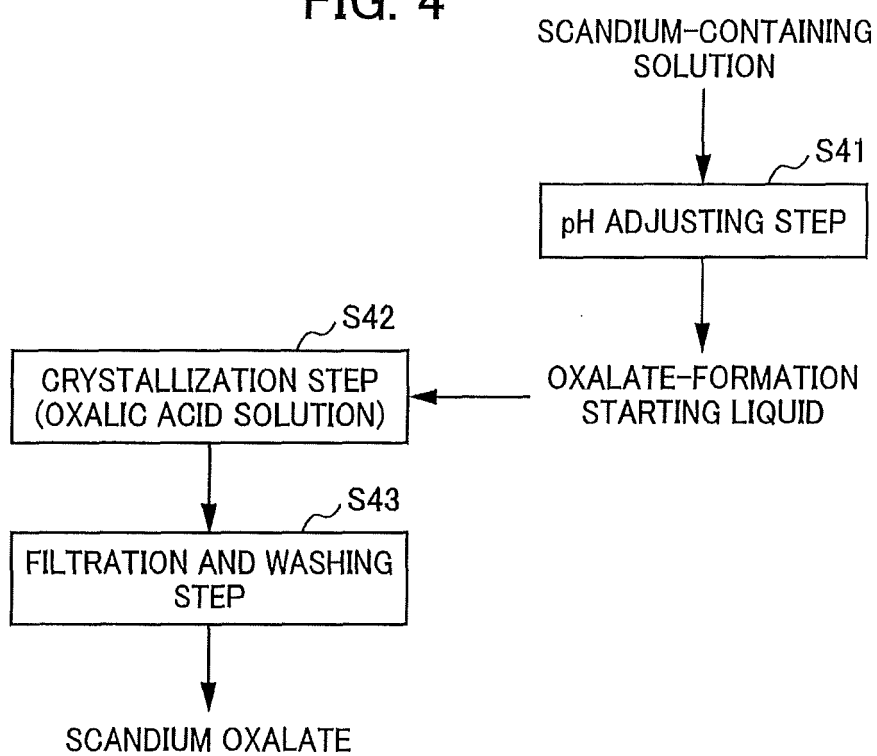 FIG. 4
SCANDIUM-CONTAINING
SOLUTION
S41
pH ADJUSTING STEP
OXALATE-FORMATION
STARTING LIQUID
S42
CRYSTALLIZATION STEP
(OXALIC ACID SOLUTION)
S43
FILTRATION AND WASHING
STEP
SCANDIUM OXALATE